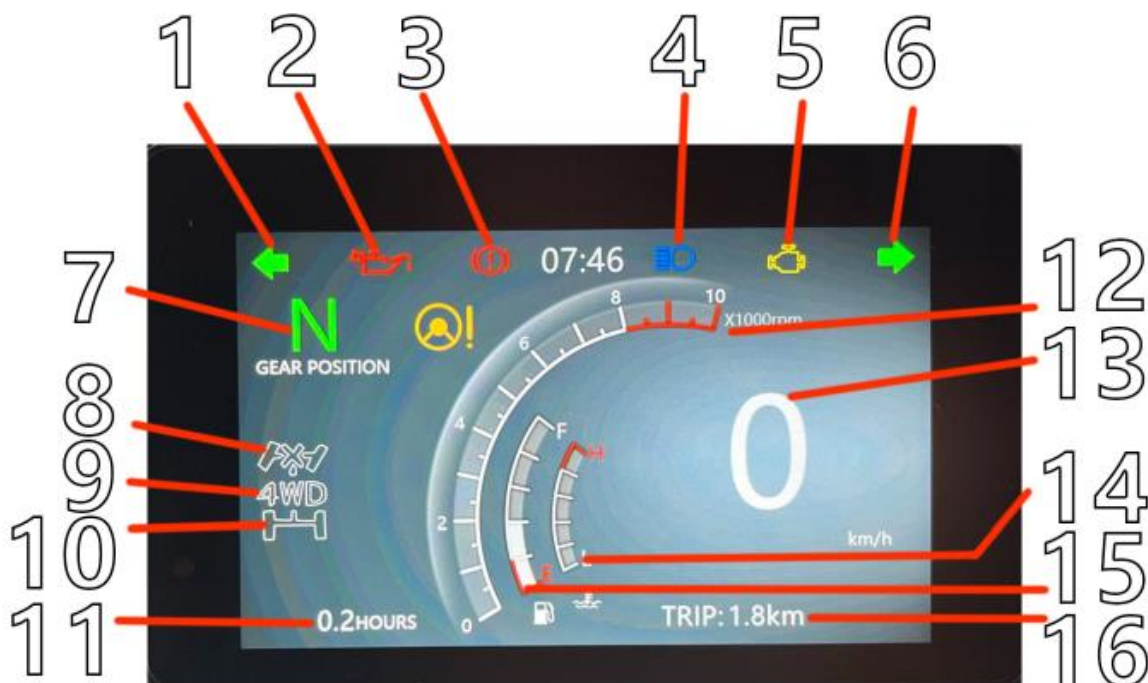 1 2 3 4 5 6
07:46
7 N
GEAR POSITION
8 10
X1000rpm
12
6
13
0
8
4
F
H
9 4WD
14
2
10
km/h
E
L
15
11
0.2HOURS
0
TRIP: 1.8km
16